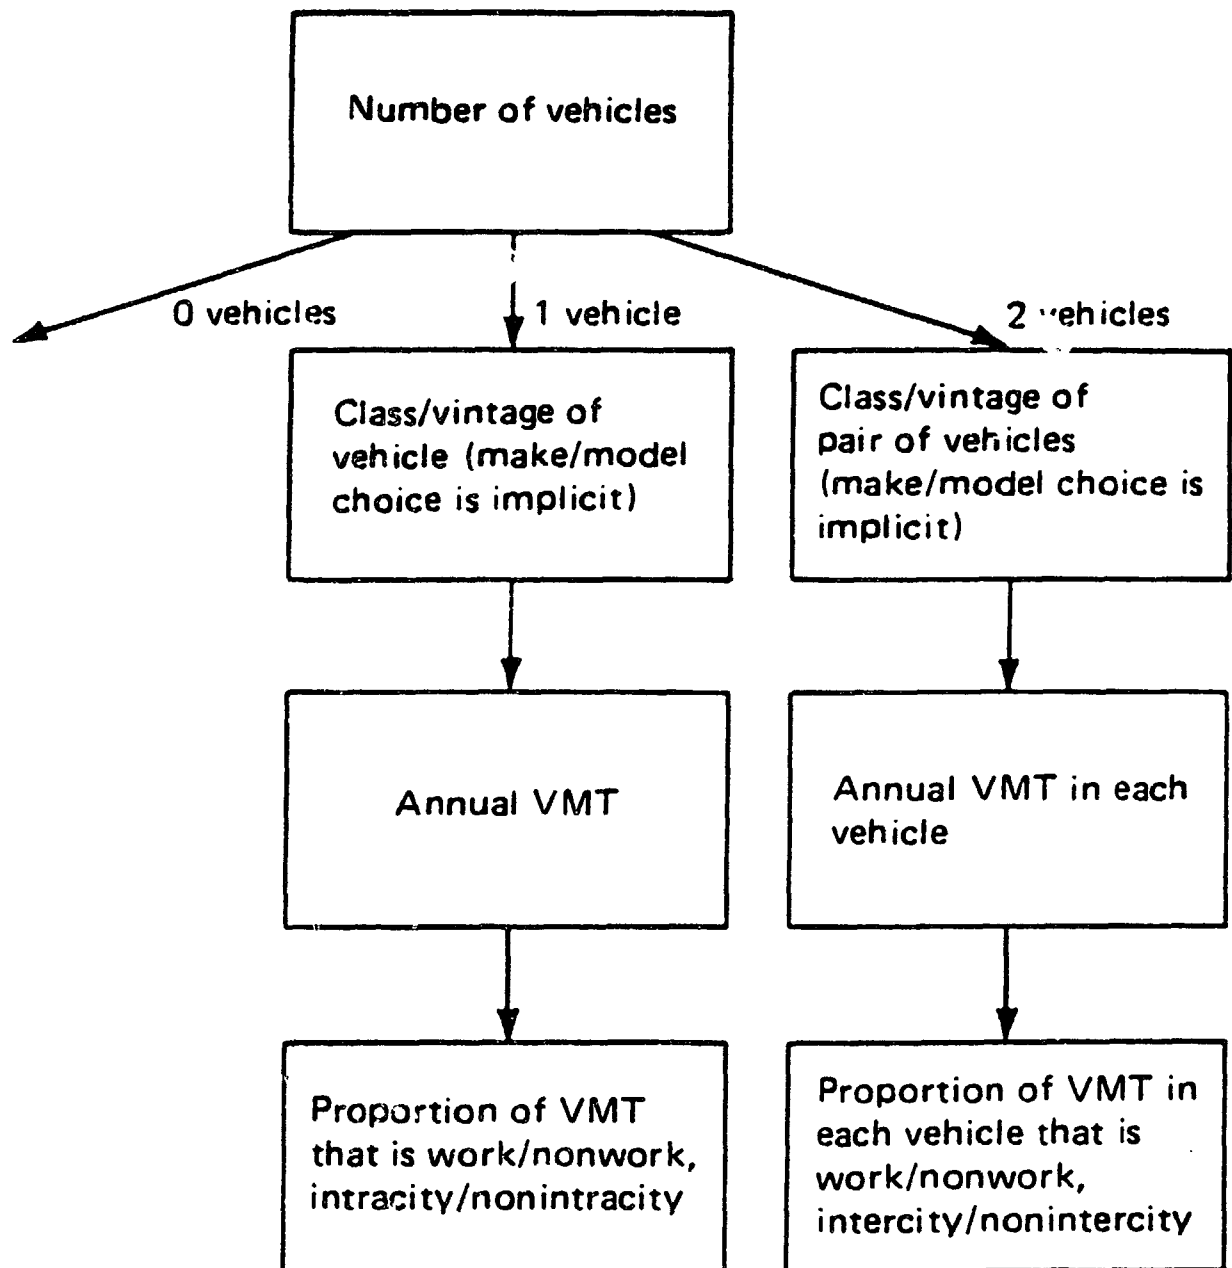 Number of vehicles
0 vehicles
1 vehicle
2 vehicles
Class/vintage of
vehicle (make/model
choice is implicit)
Class/vintage of
pair of vehicles
(make/model choice is
implicit)
Annual VMT
Annual VMT in each
vehicle
Proportion of VMT
that is work/nonwork,
intracity/nonintracity
Proportion of VMT in
each vehicle that is
work/nonwork,
intercity/nonintercity